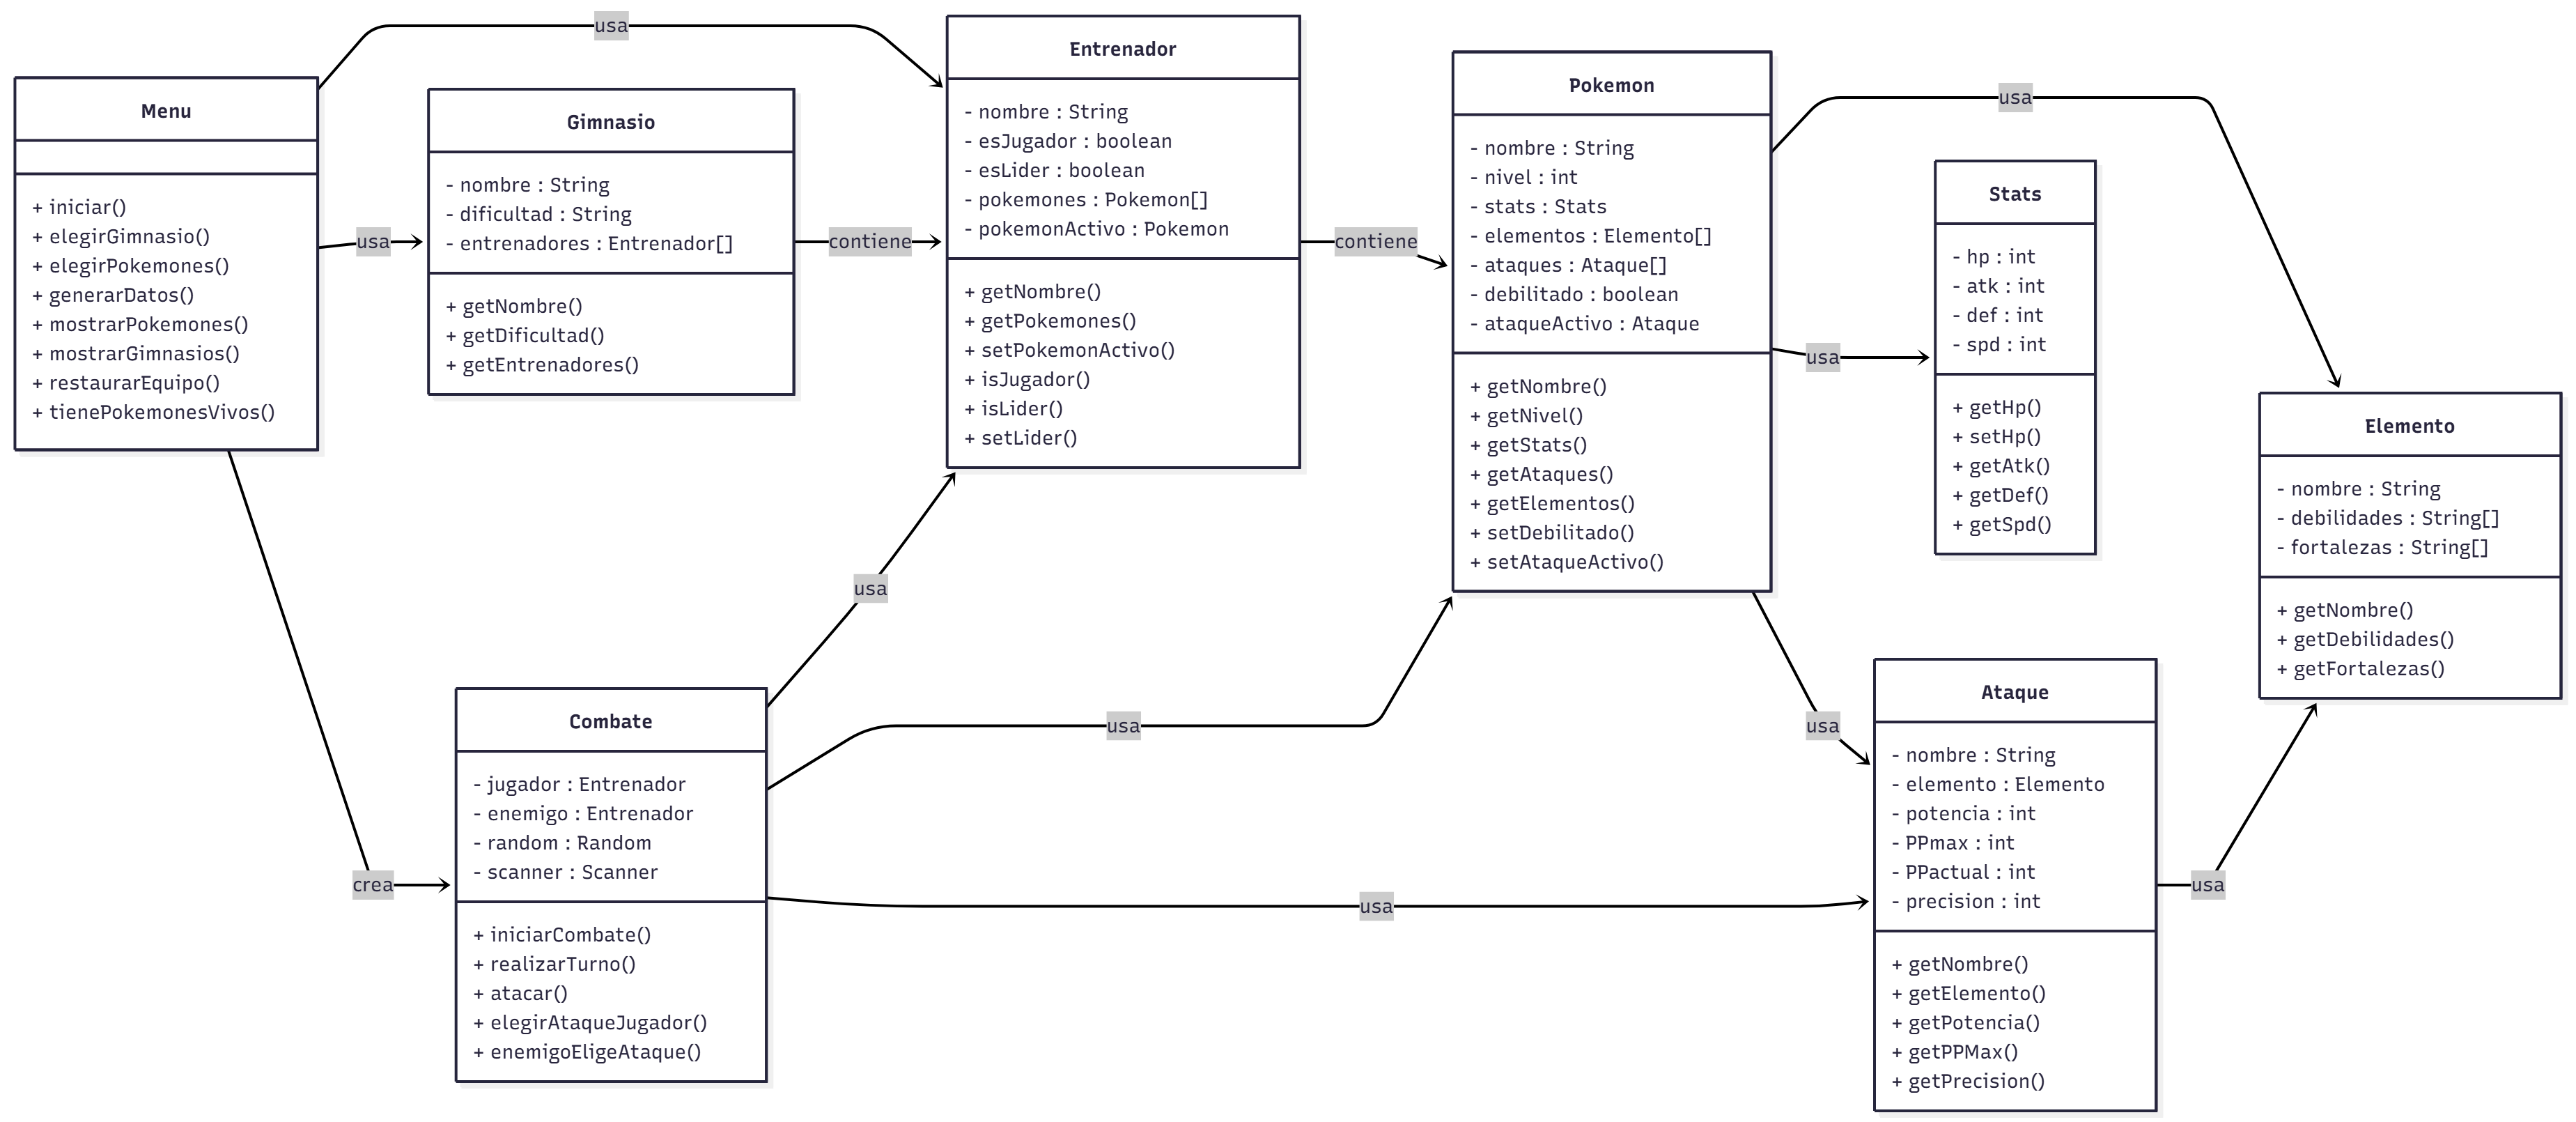 usa
Menu
+ iniciar()
+ elegirGimnasio()
+ elegirPokemones()
+ generarDatos()
+ mostrarPokemones()
+ mostrarGimnasios()
+ restaurarEquipo()
+ tienePokemonesVivos()
usa
Gimnasio
- nombre : String
- dificultad : String
- entrenadores : Entrenador[]
+ getNombre()
+ getDificultad()
+ getEntrenadores()
contiene
Entrenador
- nombre : String
- esJugador : boolean
- esLider : boolean
- pokemones : Pokemon[]
- pokemonActivo : Pokemon
+ getNombre()
+ getPokemones()
+ setPokemonActivo()
+ isJugador()
+ isLider()
+ setLider()
contiene
Pokemon
- nombre : String
- nivel : int
- stats : Stats
- elementos : Elemento[]
- ataques : Ataque[]
- debilitado : boolean
- ataqueActivo : Ataque
+ getNombre()
+ getNivel()
+ getStats()
+ getAtaques()
+ getElementos()
+ setDebilitado()
+ setAtaqueActivo()
usa
usa
Stats
- hp : int
- atk : int
- def : int
- spd : int
+ getHp()
+ setHp()
+ getAtk()
+ getDef()
+ getSpd()
Elemento
- nombre : String
- debilidades : String[]
- fortalezas : String[]
+ getNombre()
+ getDebilidades()
+ getFortalezas()
crea
Combate
- jugador : Entrenador
- enemigo : Entrenador
- random : Random
- scanner : Scanner
+ iniciarCombate()
+ realizarTurno()
+ atacar()
+ elegirAtaqueJugador()
+ enemigoEligeAtaque()
usa
usa
usa
usa
Ataque
- nombre : String
- elemento : Elemento
- potencia : int
- PPmax : int
- PPactual : int
- precision : int
+ getNombre()
+ getElemento()
+ getPotencia()
+ getPPMax()
+ getPrecision()
usa